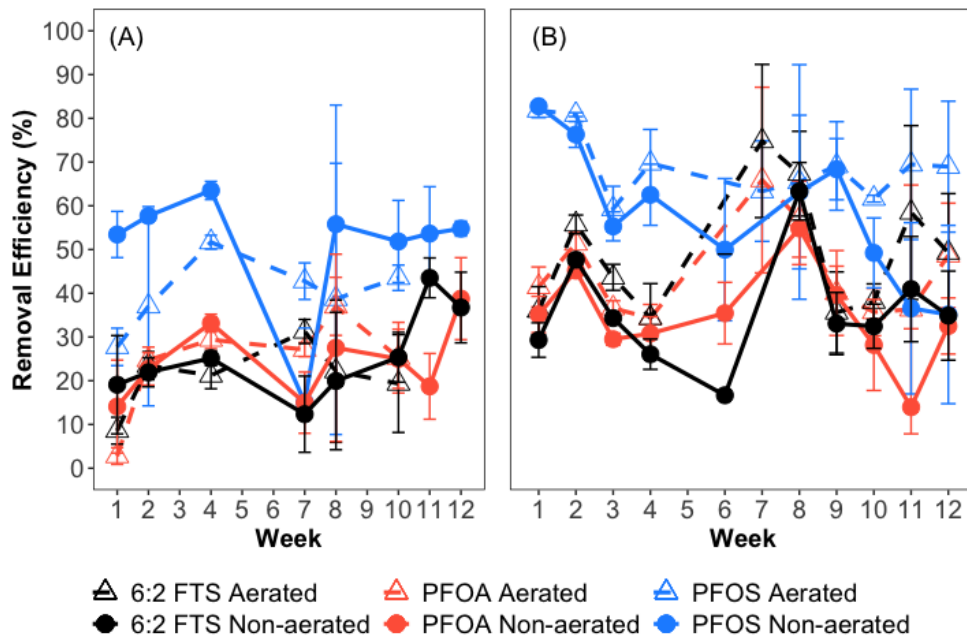 (A) (B)
Removal Efficiency (%)
100
90
80
70
60
50
40
30
20
10
0
1 2 3 4 5 6 7 8 9 10 11 12 1 2 3 4 5 6 7 8 9 10 11 12
Week Week
6:2 FTS Aerated PFOA Aerated PFOS Aerated
6:2 FTS Non-aerated PFOA Non-aerated PFOS Non-aerated